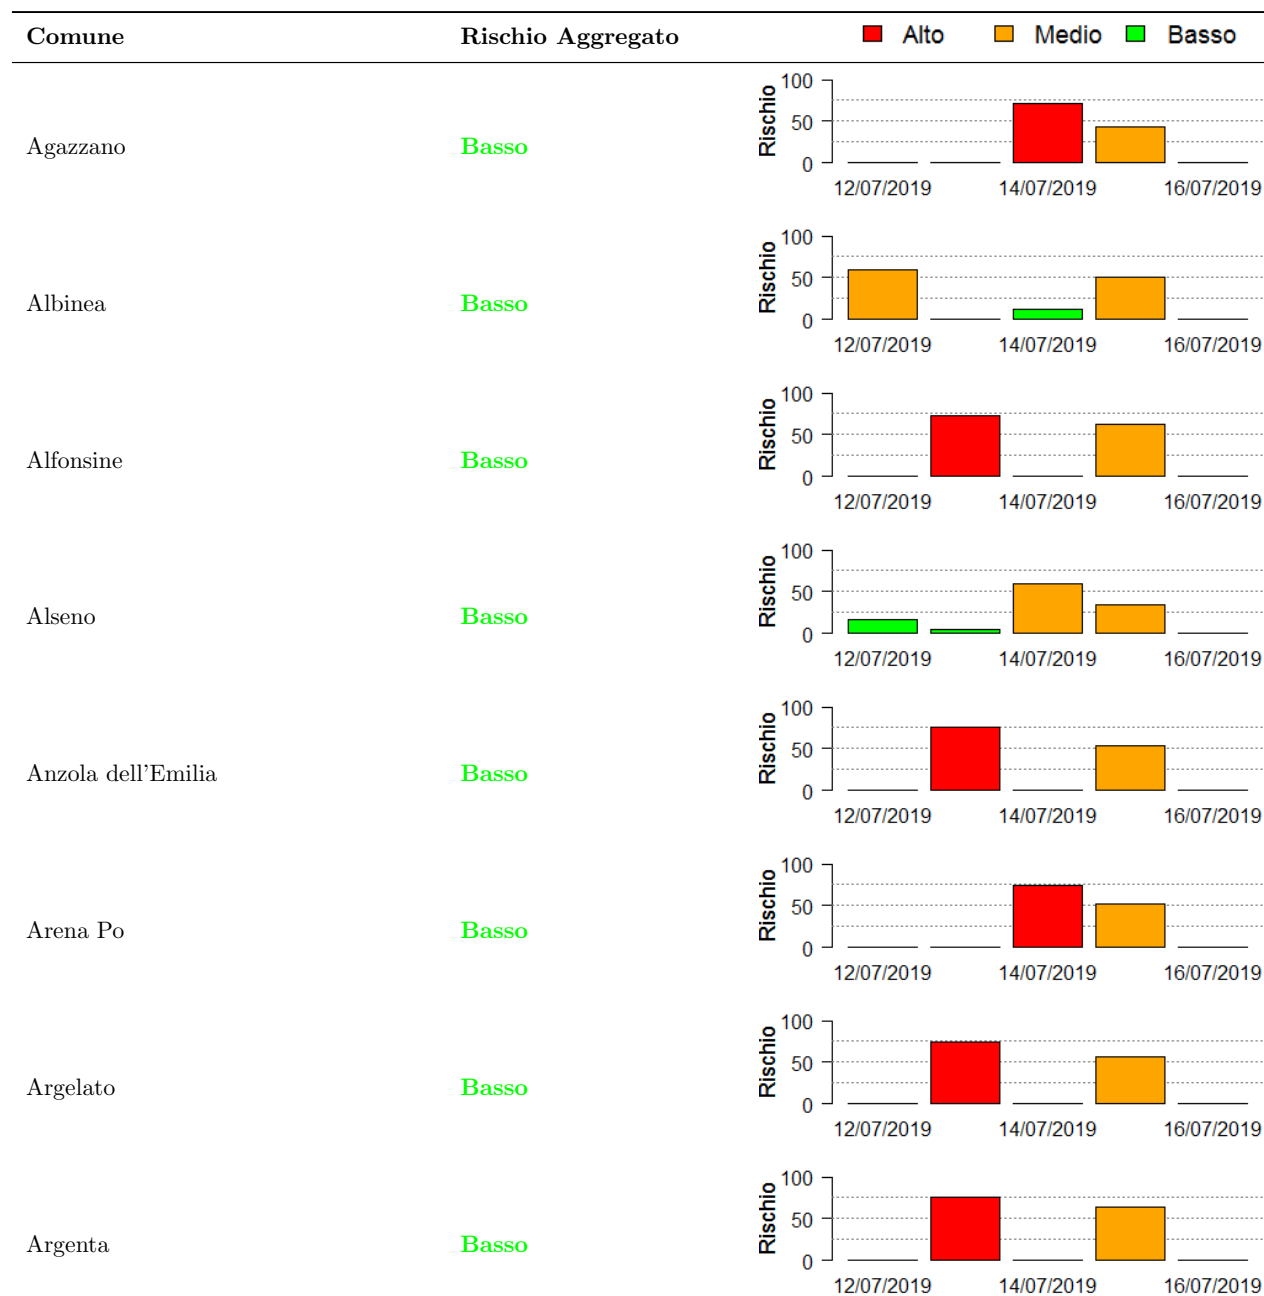 Comune Rischio Aggregato Alto Medio Basso
Agazzano Basso Rischio 100 50 0
12/07/2019 14/07/2019 16/07/2019
Albinea Basso Rischio 100 50 0
12/07/2019 14/07/2019 16/07/2019
Alfonsine Basso Rischio 100 50 0
12/07/2019 14/07/2019 16/07/2019
Alseno Basso Rischio 100 50 0
12/07/2019 14/07/2019 16/07/2019
Anzola dell'Emilia Basso Rischio 100 50 0
12/07/2019 14/07/2019 16/07/2019
Arena Po Basso Rischio 100 50 0
12/07/2019 14/07/2019 16/07/2019
Argelato Basso Rischio 100 50 0
12/07/2019 14/07/2019 16/07/2019
Argenta Basso Rischio 100 50 0
12/07/2019 14/07/2019 16/07/2019